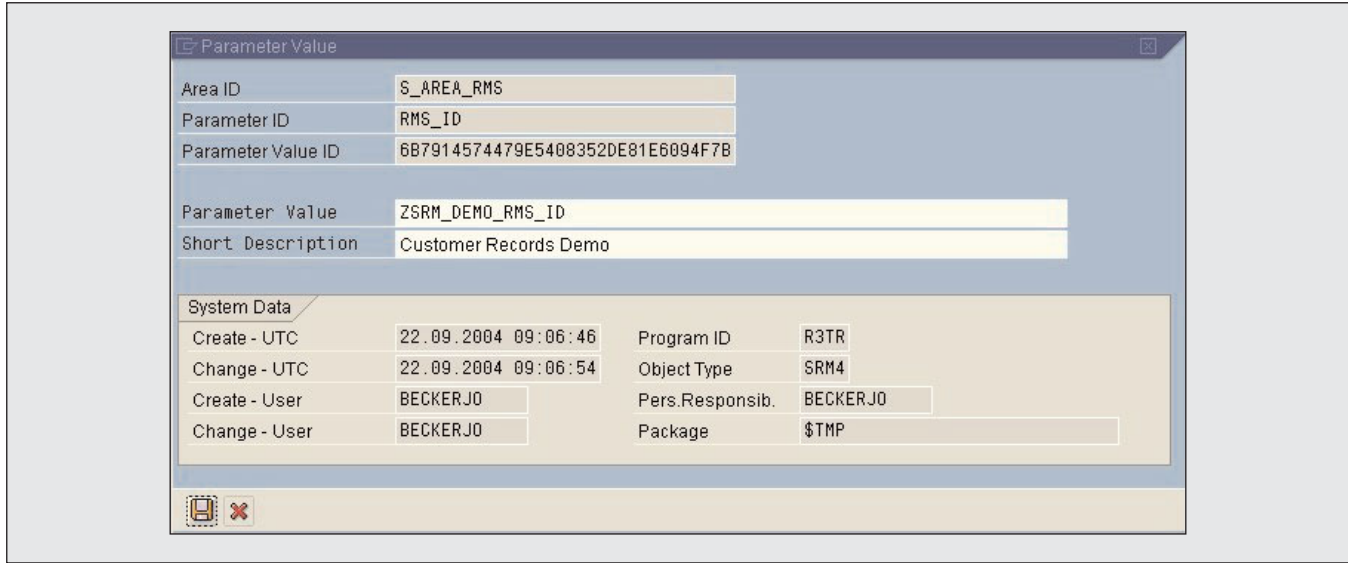 Parameter Value
Area ID S_AREA_RMS
Parameter ID RMS_ID
Parameter Value ID 6B7914574479E5408352DE81E6094F7B
Parameter Value ZSRM_DEMO_RMS_ID
Short Description Customer Records Demo
System Data
Create - UTC 22.09.2004 09:06:46 Program ID R3TR
Change - UTC 22.09.2004 09:06:54 Object Type SRM4
Create - User BECKERJO Pers.Responsib. BECKERJO
Change - User BECKERJO Package $TMP